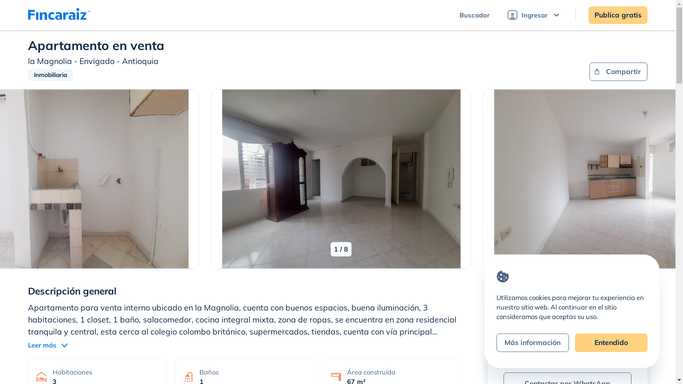 Fincaraiz
Buscador
Ingresar
Publica gratis
Apartamento en venta
la Magnolia - Envigado - Antioquia
Inmobiliaria
Compartir
1 / 8
Descripción general
Apartamento para venta interno ubicado en la Magnolia, cuenta con buenos espacios, buena iluminación, 3
habitaciones, 1 closet, 1 baño, salacomedor, cocina integral mixta, zona de ropas, se encuentra en zona residencial
tranquila y central, esta cerca al colegio colombo británico, supermercados, tiendas, cuenta con vía principal...
Leer más
Habitaciones
3
Baños
1
Área construida
67 m²
Utilizamos cookies para mejorar tu experiencia en
nuestro sitio web. Al continuar en el sitio
consideramos que aceptas su uso.
Más información
Entendido
Contactar por WhatsApp